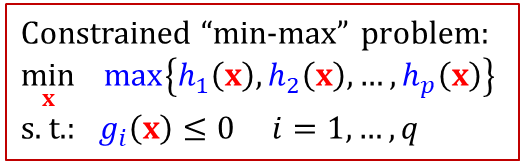 Constrained “min-max” problem:
min max{h₁(x), h₂(x), … , hₚ(x)}
x
s. t.: gᵢ(x) ≤ 0 i = 1, … , q